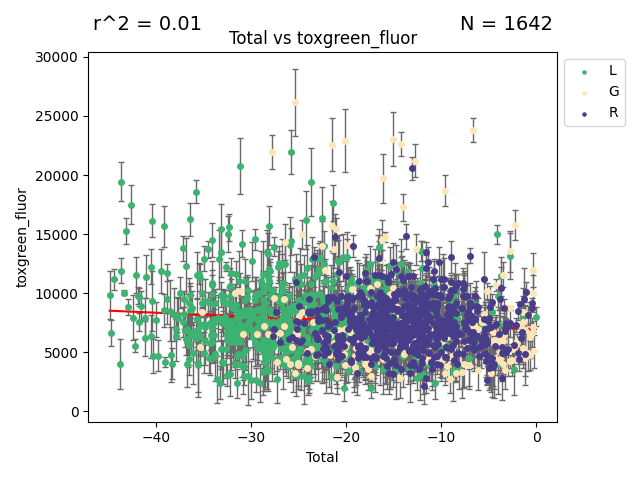 r^2 = 0.01
N = 1642
Total vs toxgreen_fluor
30000
25000
20000
15000
10000
5000
0
toxgreen_fluor
−40
−30
−20
−10
0
Total
L
G
R